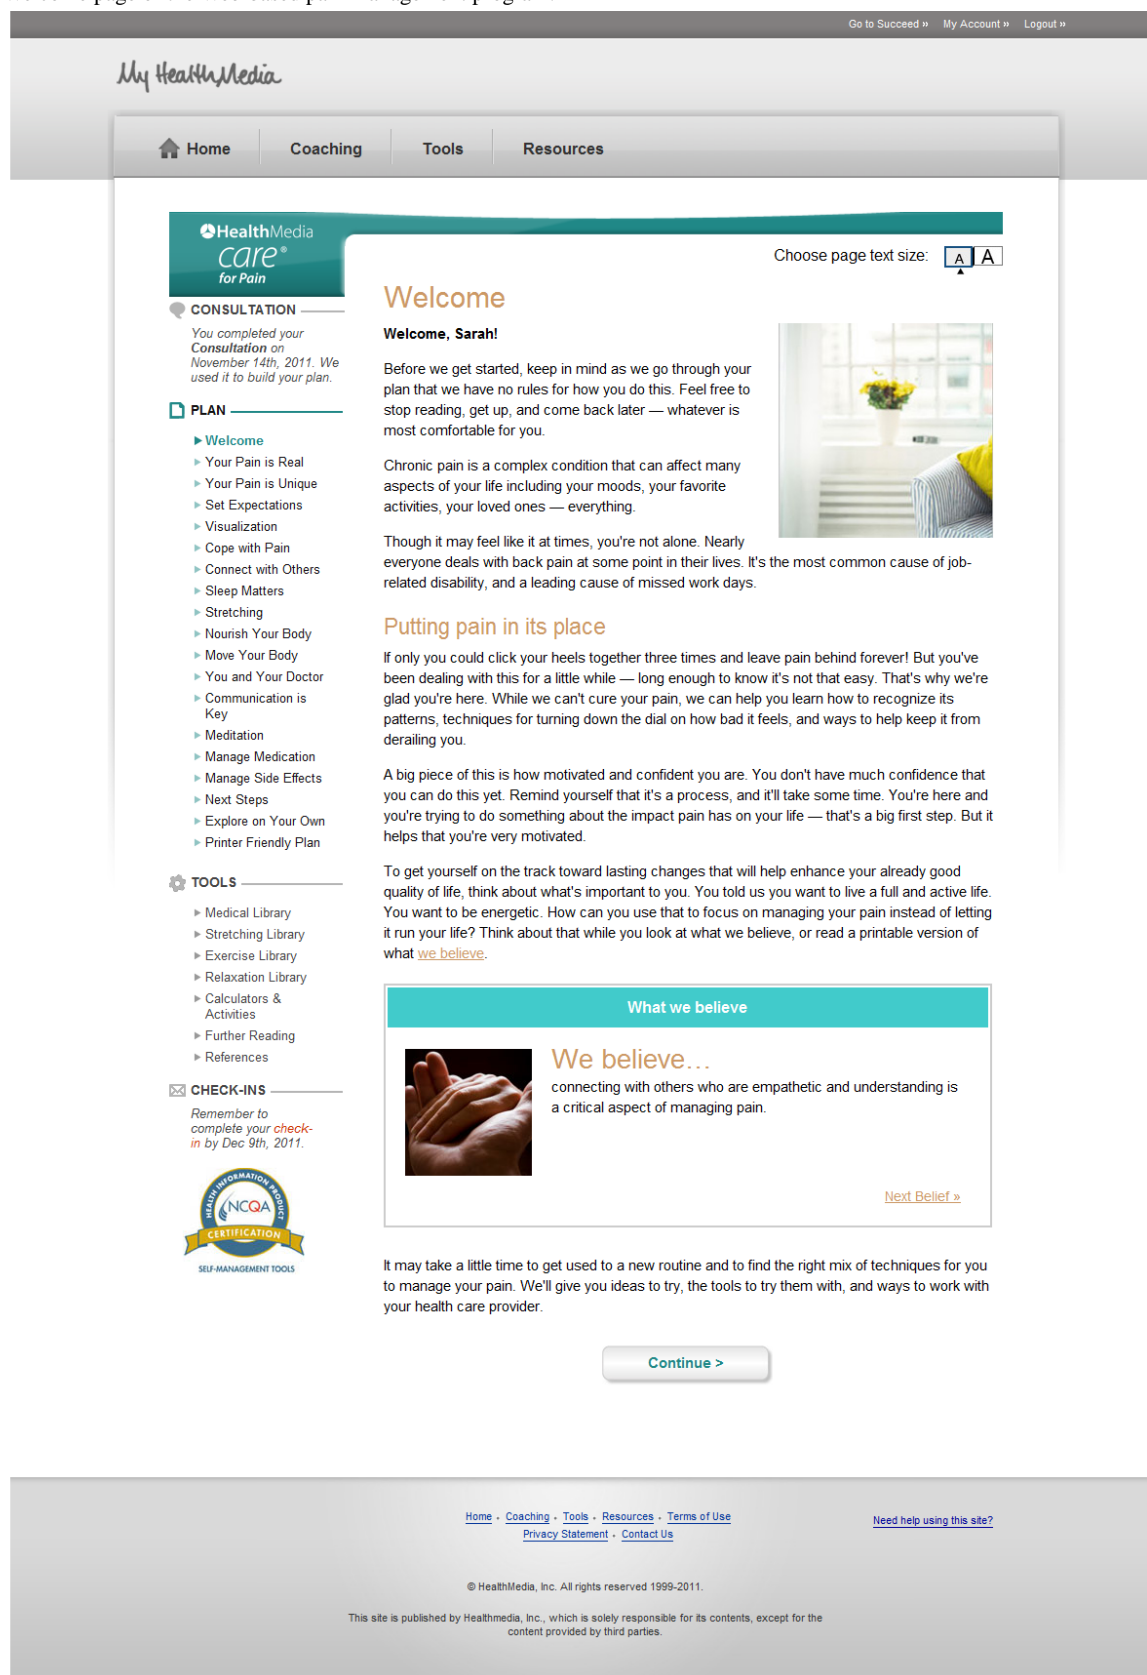 Go to Succeed »   My Account »   Logout »
My HealthMedia
Home   Coaching   Tools   Resources
HealthMedia
care®
for Pain
Choose page text size:   A   A
CONSULTATION
You completed your
Consultation on
November 14th, 2011. We
used it to build your plan.
PLAN
Welcome
Your Pain is Real
Your Pain is Unique
Set Expectations
Visualization
Cope with Pain
Connect with Others
Sleep Matters
Stretching
Nourish Your Body
Move Your Body
You and Your Doctor
Communication is
Key
Meditation
Manage Medication
Manage Side Effects
Next Steps
Explore on Your Own
Printer Friendly Plan
TOOLS
Medical Library
Stretching Library
Exercise Library
Relaxation Library
Calculators &
Activities
Further Reading
References
CHECK-INS
Remember to
complete your check-
in by Dec 9th, 2011.
HEALTH INFORMATION PRODUCT
NCQA
CERTIFICATION
SELF-MANAGEMENT TOOLS
Welcome
Welcome, Sarah!
Before we get started, keep in mind as we go through your
plan that we have no rules for how you do this. Feel free to
stop reading, get up, and come back later — whatever is
most comfortable for you.
Chronic pain is a complex condition that can affect many
aspects of your life including your moods, your favorite
activities, your loved ones — everything.
Though it may feel like it at times, you're not alone. Nearly
everyone deals with back pain at some point in their lives. It's the most common cause of job-
related disability, and a leading cause of missed work days.
Putting pain in its place
If only you could click your heels together three times and leave pain behind forever! But you've
been dealing with this for a little while — long enough to know it's not that easy. That's why we're
glad you're here. While we can't cure your pain, we can help you learn how to recognize its
patterns, techniques for turning down the dial on how bad it feels, and ways to help keep it from
derailing you.
A big piece of this is how motivated and confident you are. You don't have much confidence that
you can do this yet. Remind yourself that it's a process, and it'll take some time. You're here and
you're trying to do something about the impact pain has on your life — that's a big first step. But it
helps that you're very motivated.
To get yourself on the track toward lasting changes that will help enhance your already good
quality of life, think about what's important to you. You told us you want to live a full and active life.
You want to be energetic. How can you use that to focus on managing your pain instead of letting
it run your life? Think about that while you look at what we believe, or read a printable version of
what we believe.
What we believe
We believe...
connecting with others who are empathetic and understanding is
a critical aspect of managing pain.
Next Belief »
It may take a little time to get used to a new routine and to find the right mix of techniques for you
to manage your pain. We'll give you ideas to try, the tools to try them with, and ways to work with
your health care provider.
Continue >
Home • Coaching • Tools • Resources • Terms of Use
Privacy Statement • Contact Us
Need help using this site?
© HealthMedia, Inc. All rights reserved 1999-2011.
This site is published by Healthmedia, Inc., which is solely responsible for its contents, except for the
content provided by third parties.